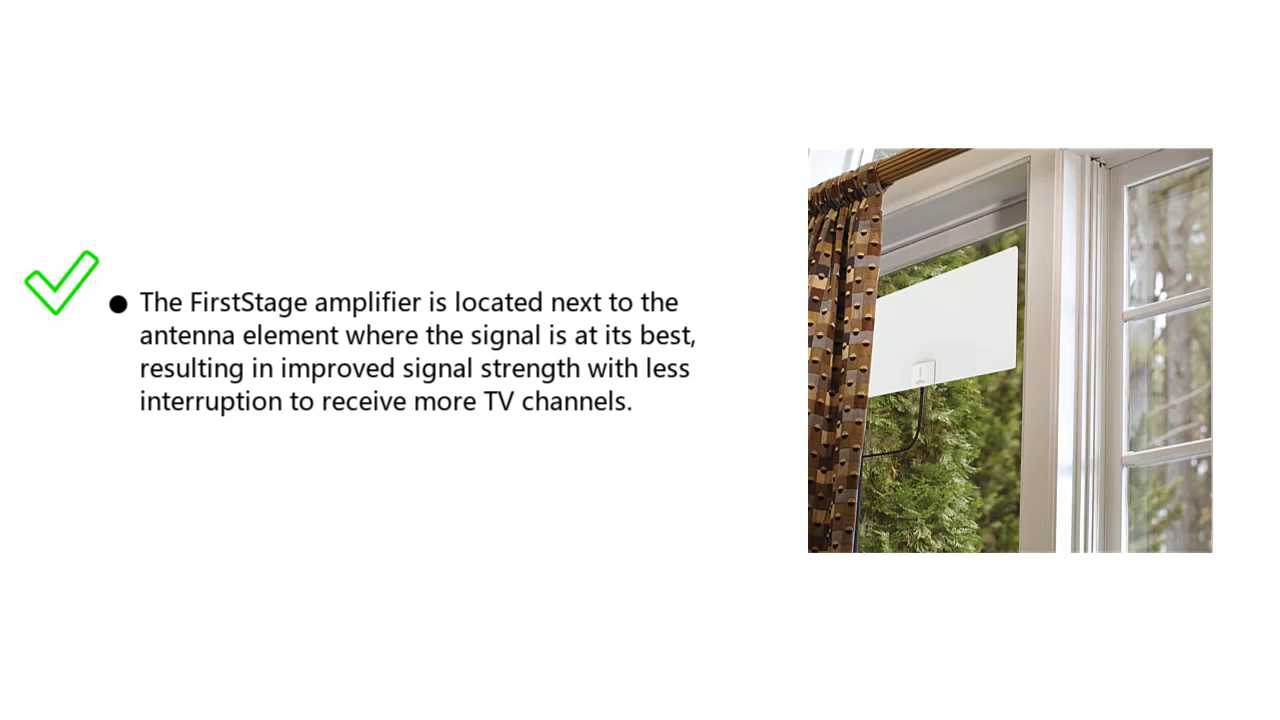 The FirstStage amplifier is located next to the
antenna element where the signal is at its best,
resulting in improved signal strength with less
interruption to receive more TV channels.